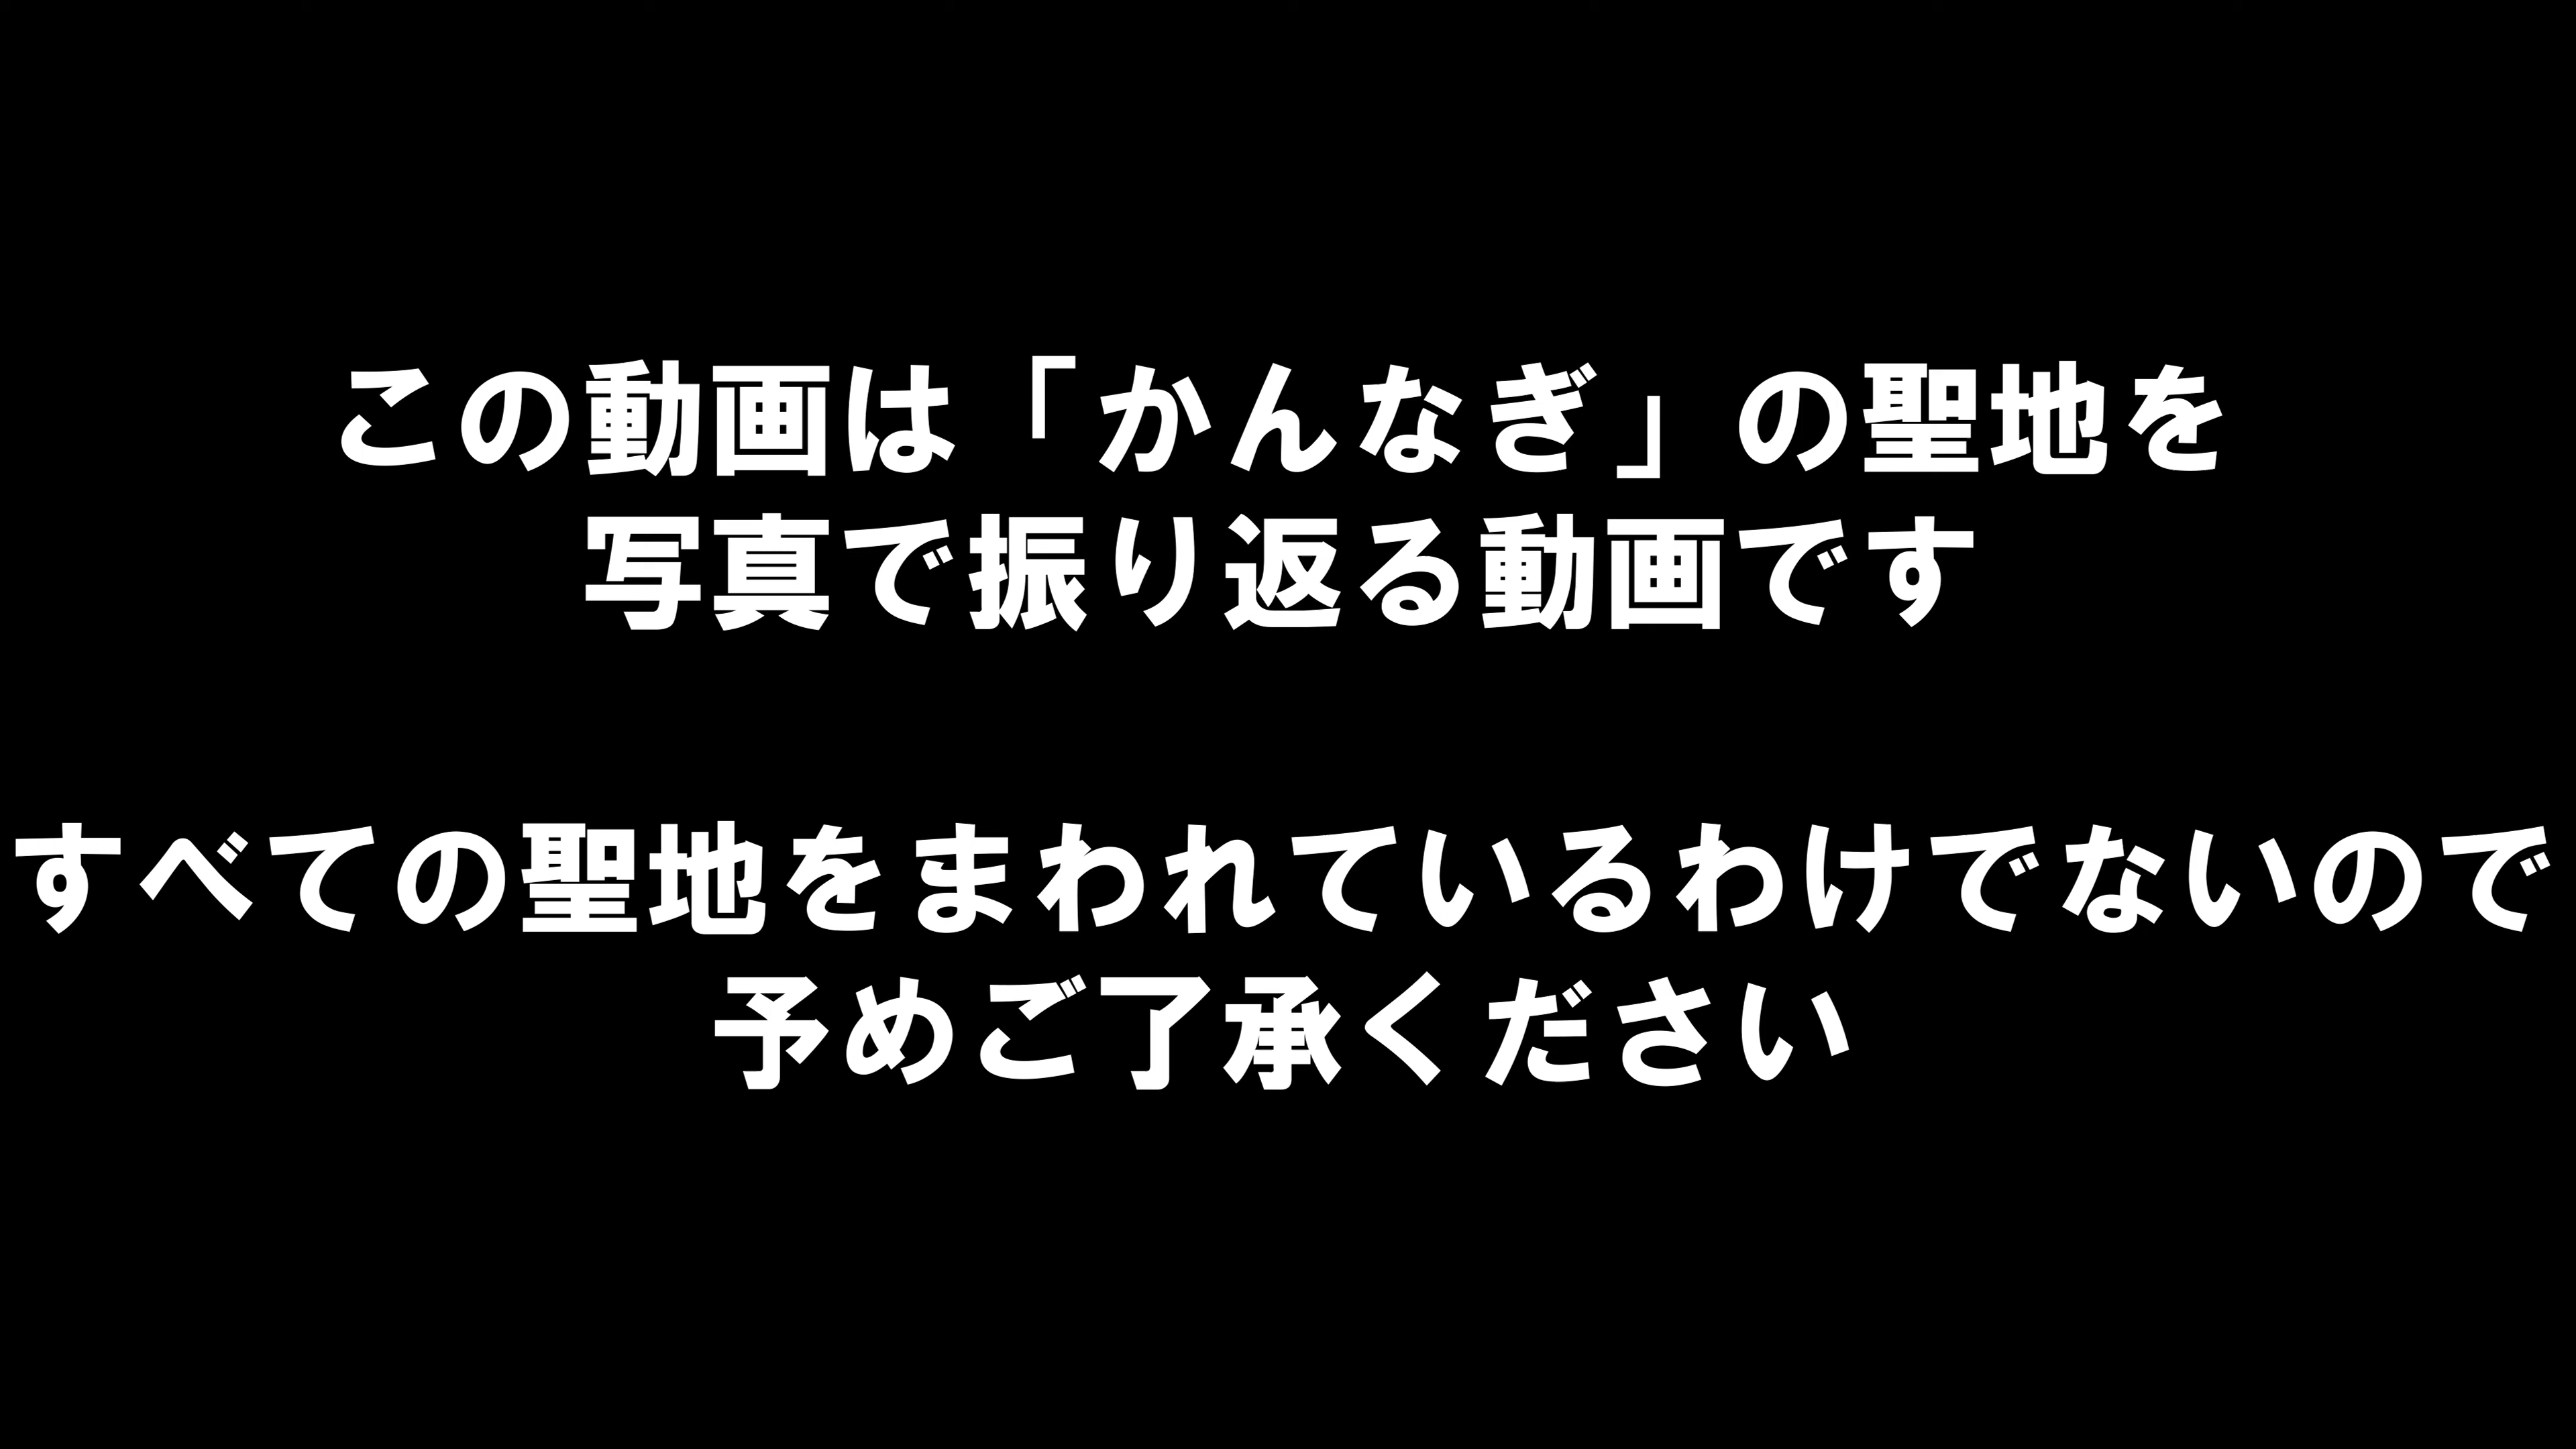 この動画は「かんなぎ」の聖地を
写真で振り返る動画です
すべての聖地をまわれているわけでないので
予めご了承ください